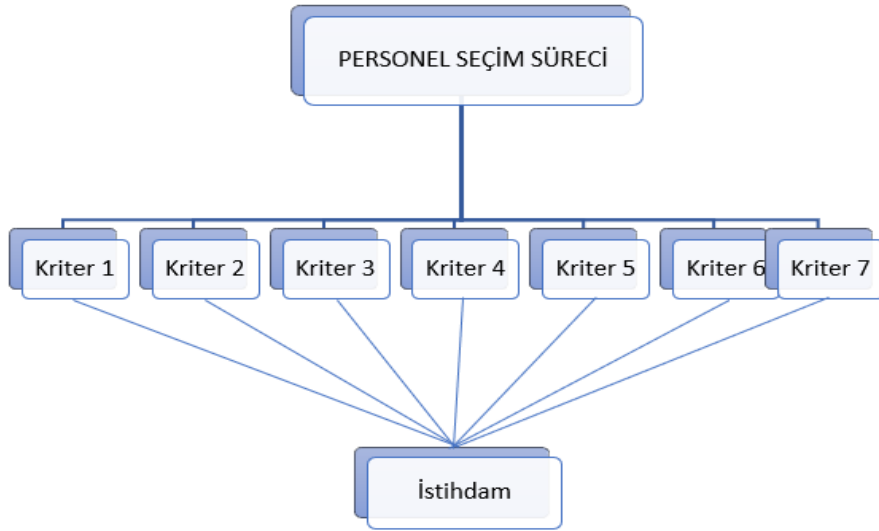 PERSONEL SEÇİM SÜRECİ
Kriter 1
Kriter 2
Kriter 3
Kriter 4
Kriter 5
Kriter 6
Kriter 7
İstihdam